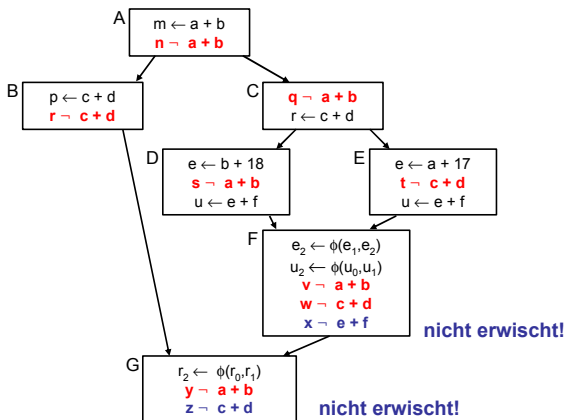 A
m ← a + b
n ¬ a + b
B
p ← c + d
r ¬ c + d
C
q ¬ a + b
r ← c + d
D
e ← b + 18
s ¬ a + b
u ← e + f
E
e ← a + 17
t ¬ c + d
u ← e + f
F
e₂ ← ϕ(e₁,e₂)
u₂ ← ϕ(u₀,u₁)
v ¬ a + b
w ¬ c + d
x ¬ e + f
nicht erwischt!
G
r₂ ← ϕ(r₀,r₁)
y ¬ a + b
z ¬ c + d
nicht erwischt!